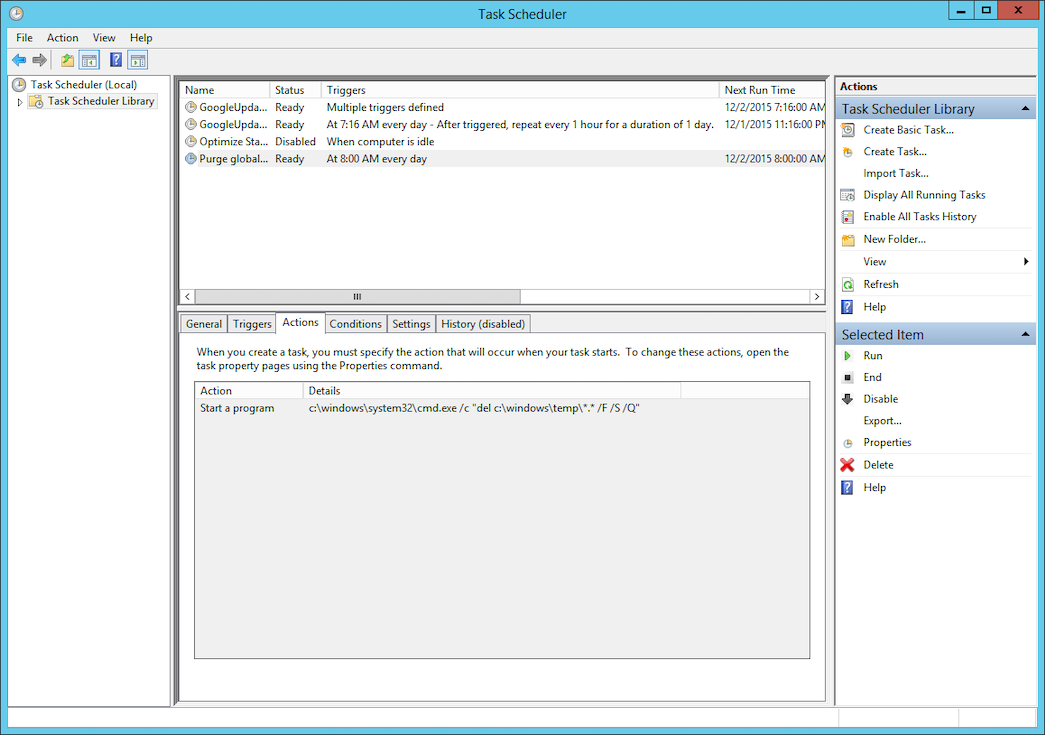 Task Scheduler
File Action View Help
Task Scheduler (Local)
Task Scheduler Library
Name Status Triggers Next Run Time
GoogleUpda... Ready Multiple triggers defined 12/2/2015 7:16:00 AM
GoogleUpda... Ready At 7:16 AM every day - After triggered, repeat every 1 hour for a duration of 1 day. 12/1/2015 11:16:00 PM
Optimize Sta... Disabled When computer is idle
Purge global... Ready At 8:00 AM every day 12/2/2015 8:00:00 AM
General Triggers Actions Conditions Settings History (disabled)
When you create a task, you must specify the action that will occur when your task starts. To change these actions, open the
task property pages using the Properties command.
Action Details
Start a program c:\windows\system32\cmd.exe /c "del c:\windows\temp\*.* /F /S /Q"
Actions
Task Scheduler Library
Create Basic Task...
Create Task...
Import Task...
Display All Running Tasks
Enable All Tasks History
New Folder...
View
Refresh
Help
Selected Item
Run
End
Disable
Export...
Properties
Delete
Help